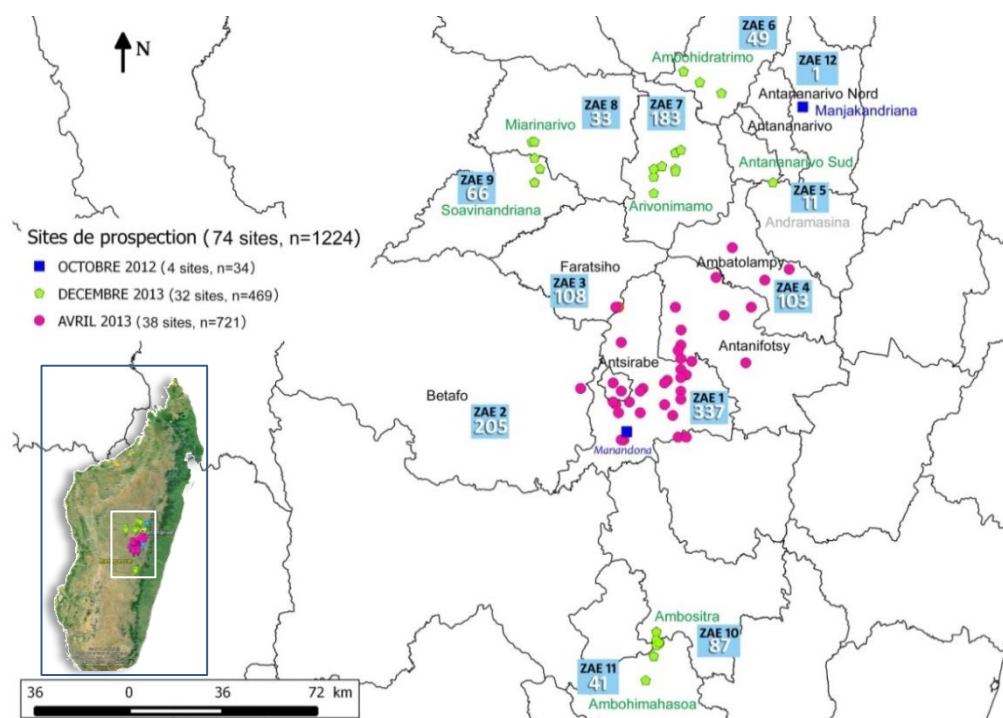 N
ZAE 6
49
Ambohidratrimo
ZAE 12
1
Antananarivo Nord
Manjakandriana
ZAE 8
33
ZAE 7
183
Miarinarivo
Antananarivo
Antananarivo Sud
ZAE 9
66
Soavinandriana
Arivonimamo
ZAE 5
11
Andramasina
Sites de prospection (74 sites, n=1224)
OCTOBRE 2012 (4 sites, n=34)
DECEMBRE 2013 (32 sites, n=469)
AVRIL 2013 (38 sites, n=721)
Faratsiho
Ambatolampy
ZAE 3
108
ZAE 4
103
Antsirabe
Antanifotsy
Betafo
ZAE 2
205
ZAE 1
337
Manandona
Ambositra
ZAE 10
87
ZAE 11
41
Ambohimahasoa
36 0 36 72 km